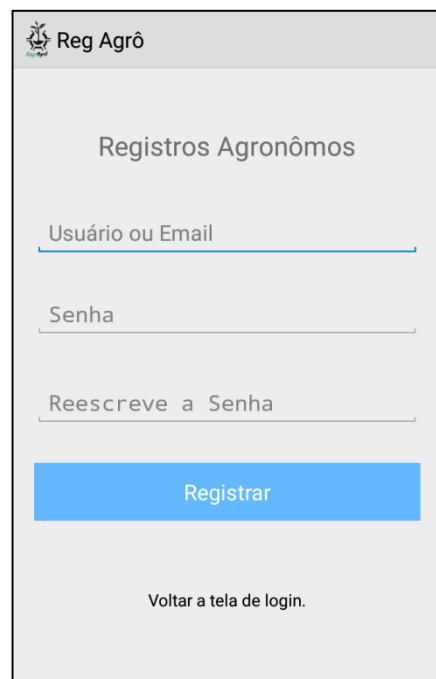 Reg Agrô
Registros Agronômos
Usuário ou Email
Senha
Reescreve a Senha
Registrar
Voltar a tela de login.